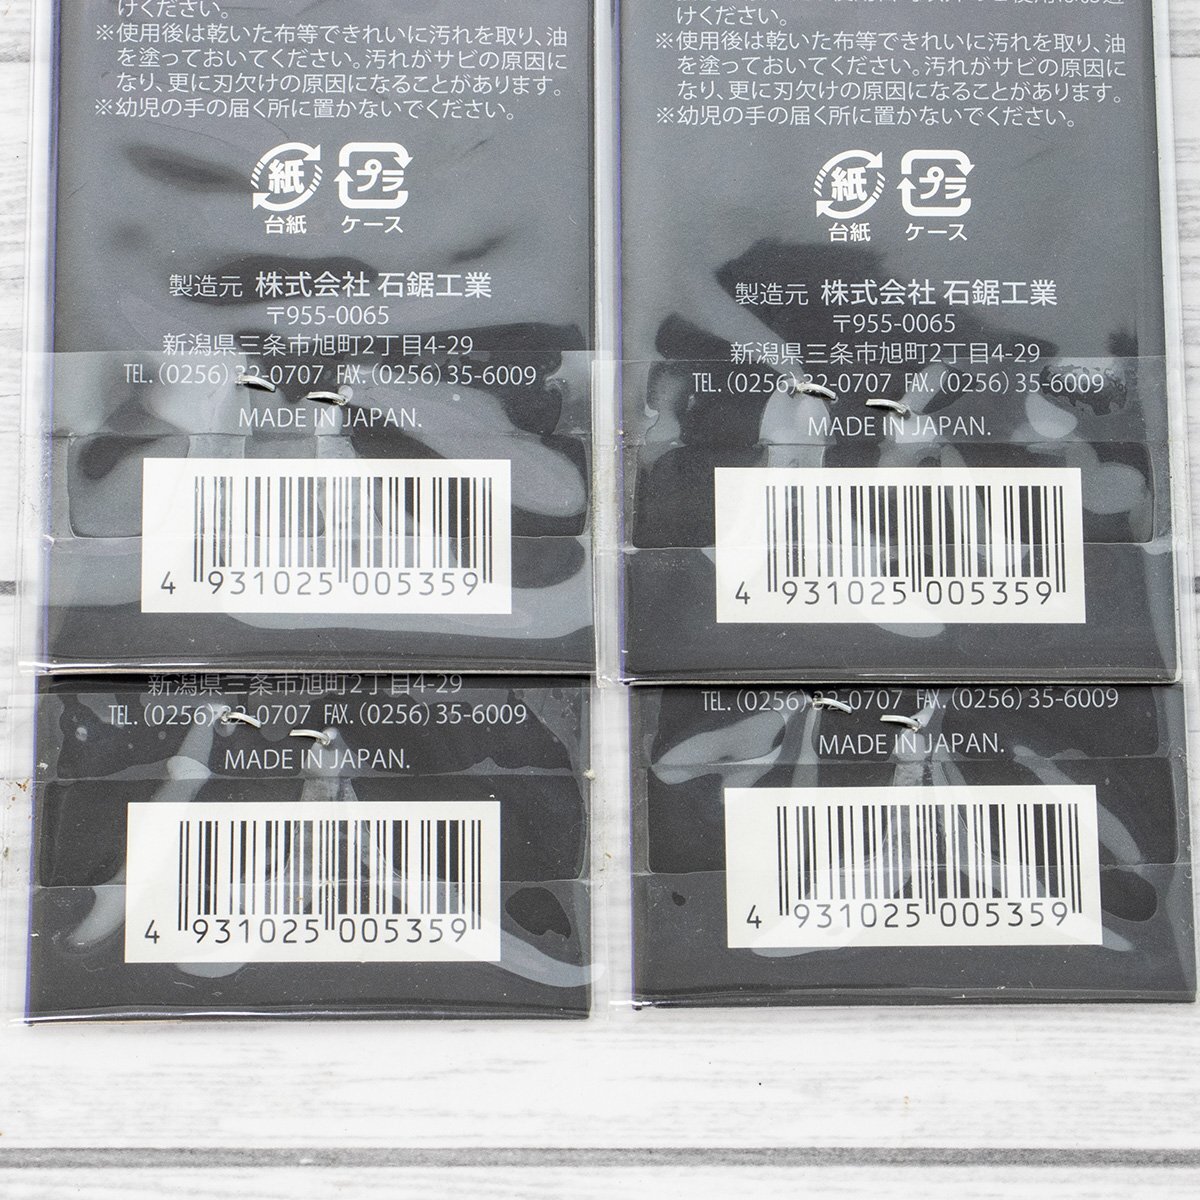 けください。
※使用後は乾いた布等できれいに汚れを取り、油
を塗っておいてください。汚れがサビの原因に
なり、更に刃欠けの原因になることがあります。
※幼児の手の届く所に置かないでください。
紙 プラ
台紙 ケース
製造元 株式会社 石鋸工業
〒955-0065
新潟県三条市旭町2丁目4-29
TEL. (0256) 32-0707 FAX. (0256) 35-6009
MADE IN JAPAN.
4 931025 005359
けください。
※使用後は乾いた布等できれいに汚れを取り、油
を塗っておいてください。汚れがサビの原因に
なり、更に刃欠けの原因になることがあります。
※幼児の手の届く所に置かないでください。
紙 プラ
台紙 ケース
製造元 株式会社 石鋸工業
〒955-0065
新潟県三条市旭町2丁目4-29
TEL. (0256) 32-0707 FAX. (0256) 35-6009
MADE IN JAPAN.
4 931025 005359
新潟県三条市旭町2丁目4-29
TEL. (0256) 32-0707 FAX. (0256) 35-6009
MADE IN JAPAN.
4 931025 005359
TEL. (0256) 32-0707 FAX. (0256) 35-6009
MADE IN JAPAN.
4 931025 005359